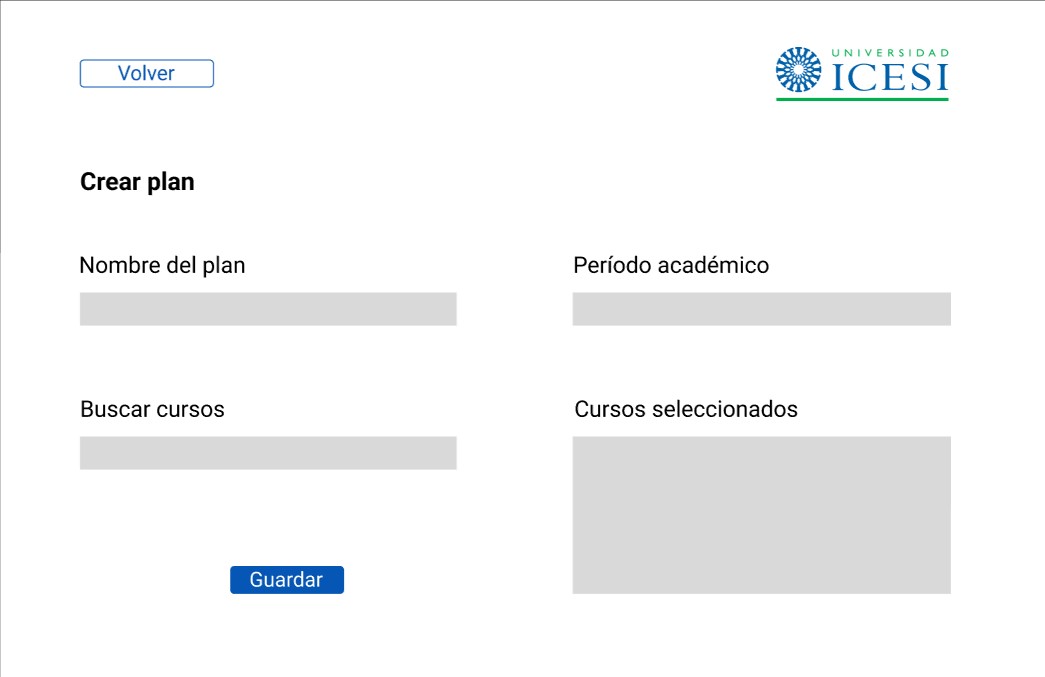 Volver
UNIVERSIDAD
ICESI
Crear plan
Nombre del plan
Período académico
Buscar cursos
Cursos seleccionados
Guardar